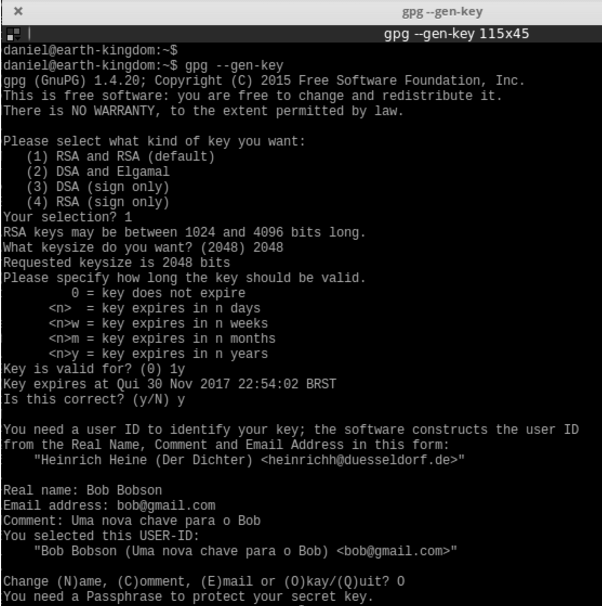 gpg --gen-key
gpg --gen-key 115x45
daniel@earth-kingdom:~$
daniel@earth-kingdom:~$ gpg --gen-key
gpg (GnuPG) 1.4.20; Copyright (C) 2015 Free Software Foundation, Inc.
This is free software: you are free to change and redistribute it.
There is NO WARRANTY, to the extent permitted by law.

Please select what kind of key you want:
   (1) RSA and RSA (default)
   (2) DSA and Elgamal
   (3) DSA (sign only)
   (4) RSA (sign only)
Your selection? 1
RSA keys may be between 1024 and 4096 bits long.
What keysize do you want? (2048) 2048
Requested keysize is 2048 bits
Please specify how long the key should be valid.
         0 = key does not expire
      <n>  = key expires in n days
      <n>w = key expires in n weeks
      <n>m = key expires in n months
      <n>y = key expires in n years
Key is valid for? (0) 1y
Key expires at Qui 30 Nov 2017 22:54:02 BRST
Is this correct? (y/N) y

You need a user ID to identify your key; the software constructs the user ID
from the Real Name, Comment and Email Address in this form:
    "Heinrich Heine (Der Dichter) <heinrichh@duesseldorf.de>"

Real name: Bob Bobson
Email address: bob@gmail.com
Comment: Uma nova chave para o Bob
You selected this USER-ID:
    "Bob Bobson (Uma nova chave para o Bob) <bob@gmail.com>"

Change (N)ame, (C)omment, (E)mail or (O)kay/(Q)uit? O
You need a Passphrase to protect your secret key.